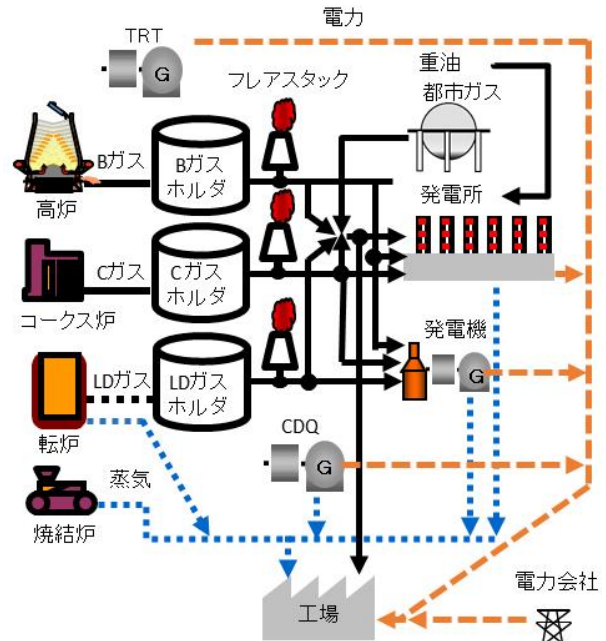 電力
TRT
G
フレアスタック
重油
都市ガス
Bガス
Bガス
ホルダ
高炉
発電所
Cガス
Cガス
ホルダ
コークス炉
発電機
G
LDガス
LDガス
ホルダ
転炉
CDQ
G
蒸気
焼結炉
電力会社
工場